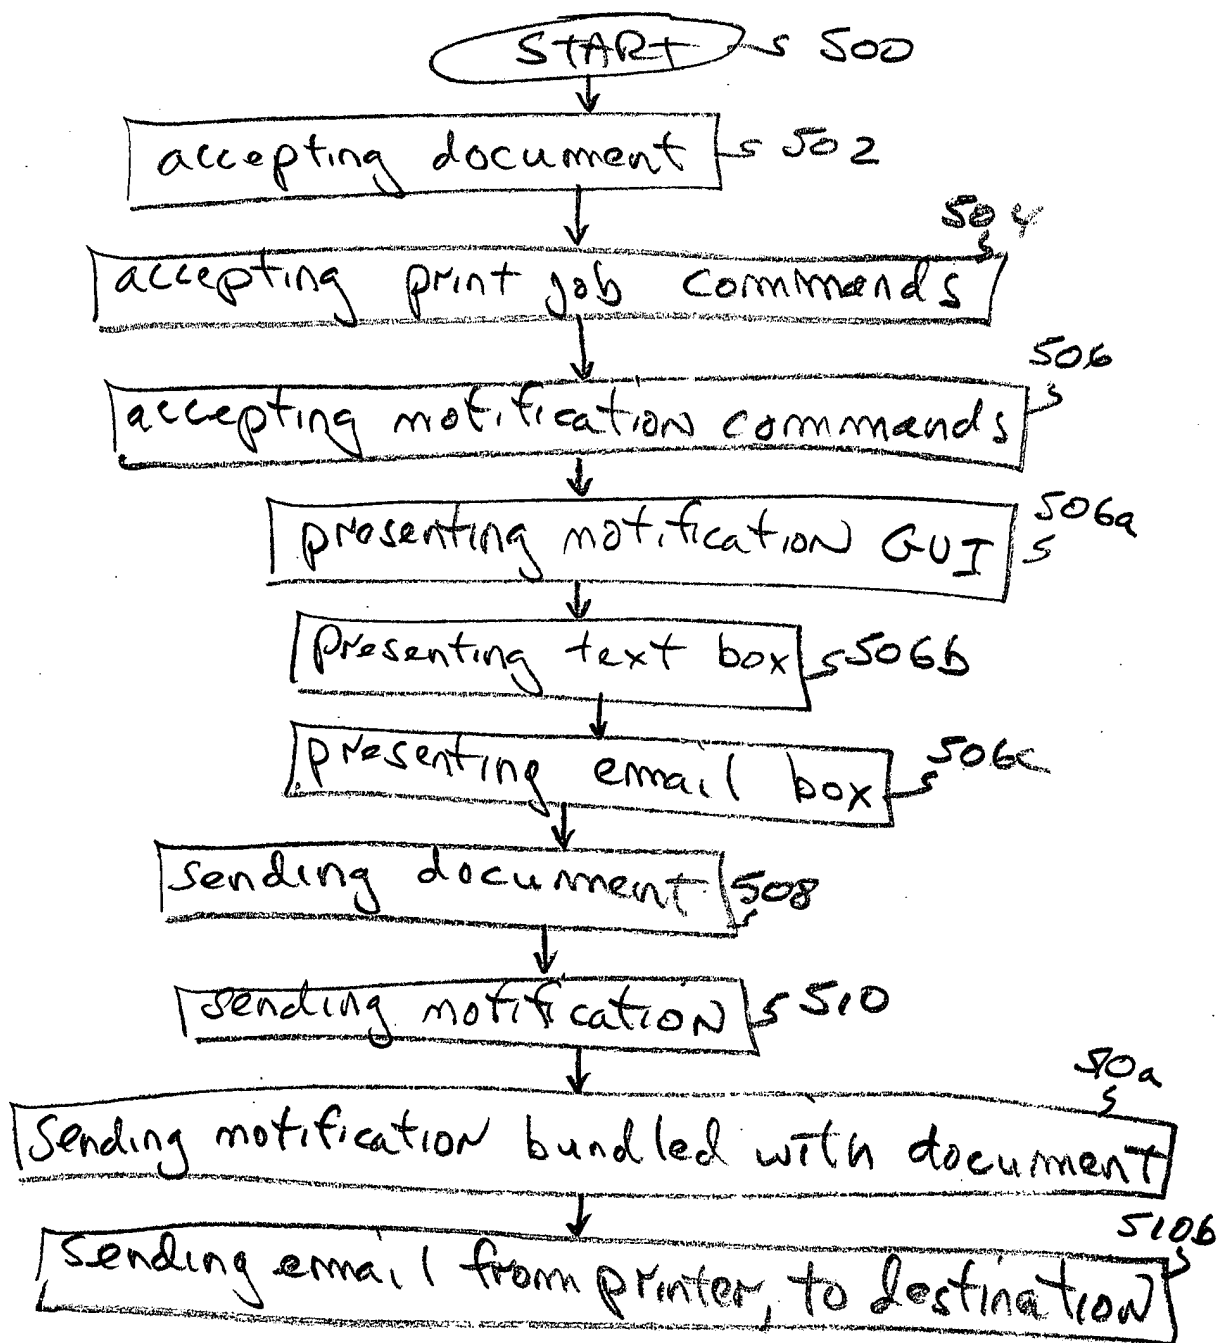 START 500
accepting document 502
504
accepting print job commands
506
accepting notification commands
506a
presenting notification GUI
presenting text box 506b
506c
presenting email box
sending document 508
sending notification 510
510a
sending notification bundled with document
510b
sending email from printer, to destination